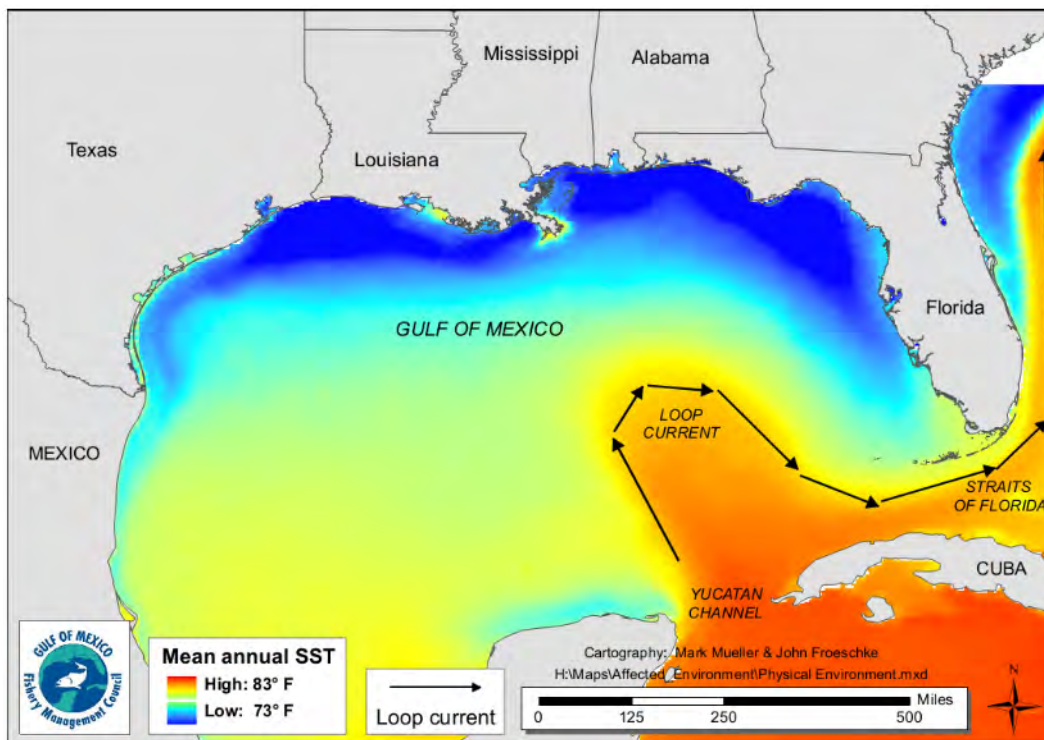 Mississippi
Alabama
Texas
Louisiana
GULF OF MEXICO
Florida
LOOP
CURRENT
MEXICO
STRAITS
OF FLORIDA
CUBA
YUCATAN
CHANNEL
GULF OF MEXICO
Fishery Management Council
Mean annual SST
High: 83° F
Low: 73° F
Loop current
Cartography: Mark Mueller & John Froeschke
H:\Maps\Affected_Environment\Physical Environment.mxd
Miles
0 125 250 500
N